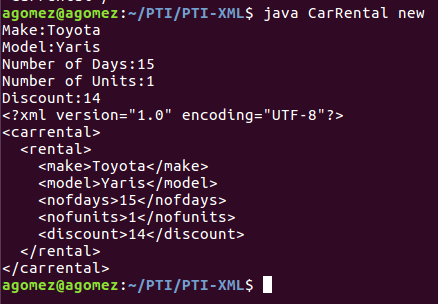 agomez@agomez:~/PTI/PTI-XML$ java CarRental new
Make:Toyota
Model:Yaris
Number of Days:15
Number of Units:1
Discount:14
<?xml version="1.0" encoding="UTF-8"?>
<carrental>
  <rental>
    <make>Toyota</make>
    <model>Yaris</model>
    <nofdays>15</nofdays>
    <nofunits>1</nofunits>
    <discount>14</discount>
  </rental>
</carrental>
agomez@agomez:~/PTI/PTI-XML$